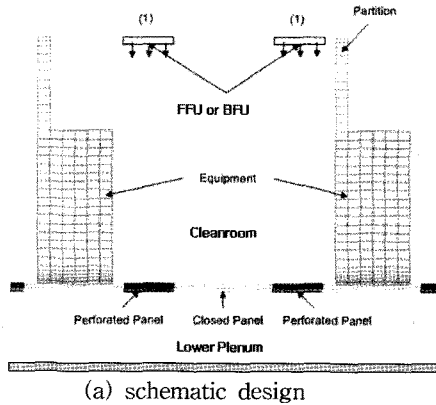 (1) (1)
Partition
FFU or BFU
Equipment
Cleanroom
Perforated Panel Closed Panel Perforated Panel
Lower Plenum
(a) schematic design